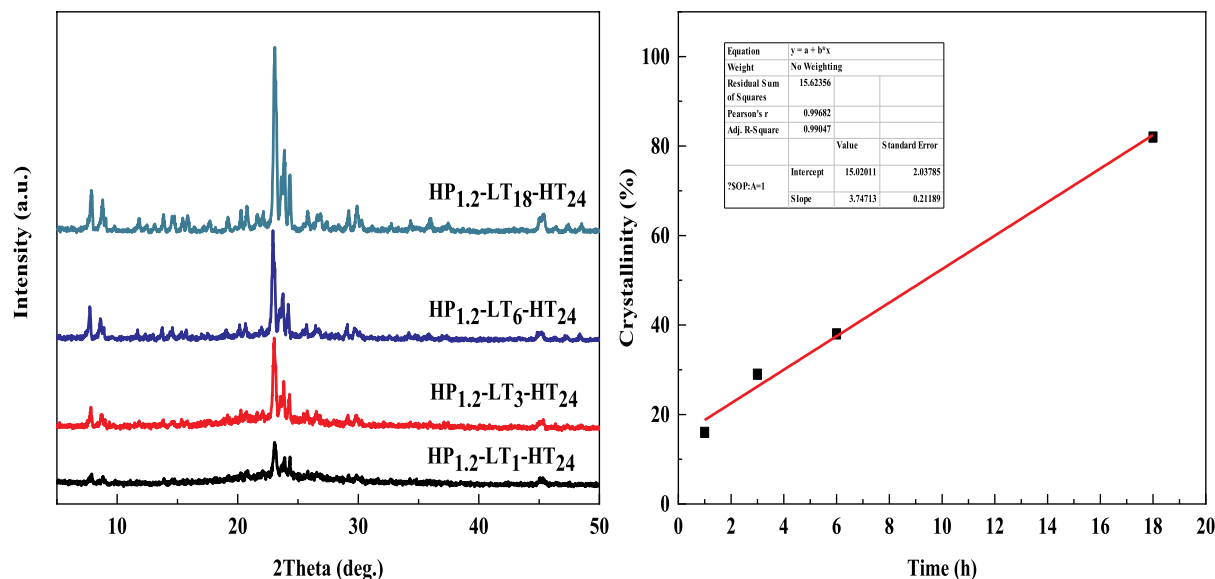 Intensity (a.u.)
HP1.2-LT18-HT24
HP1.2-LT6-HT24
HP1.2-LT3-HT24
HP1.2-LT1-HT24
10 20 30 40 50
2Theta (deg.)
Crystallinity (%)
100
80
60
40
20
0
Equation y = a + b*x
Weight No Weighting
Residual Sum
of Squares 15.62356
Pearson's r 0.99682
Adj. R-Square 0.99047
Value Standard Error
?$OP:A=1 Intercept 15.02011 2.03785
Slope 3.74713 0.21189
0 2 4 6 8 10 12 14 16 18 20
Time (h)